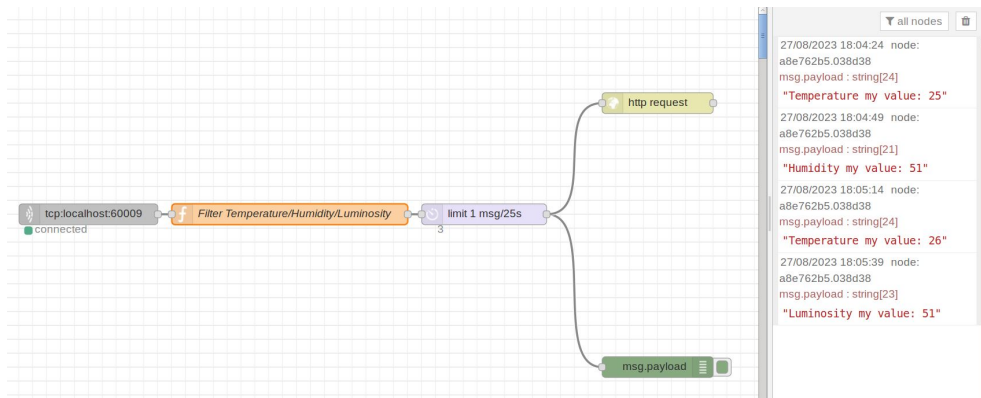 http request
tcp:localhost:60009
connected
Filter Temperature/Humidity/Luminosity
limit 1 msg/25s
3
msg.payload
all nodes
27/08/2023 18:04:24 node:
a8e762b5.038d38
msg.payload : string[24]
"Temperature my value: 25"
27/08/2023 18:04:49 node:
a8e762b5.038d38
msg.payload : string[21]
"Humidity my value: 51"
27/08/2023 18:05:14 node:
a8e762b5.038d38
msg.payload : string[24]
"Temperature my value: 26"
27/08/2023 18:05:39 node:
a8e762b5.038d38
msg.payload : string[23]
"Luminosity my value: 51"